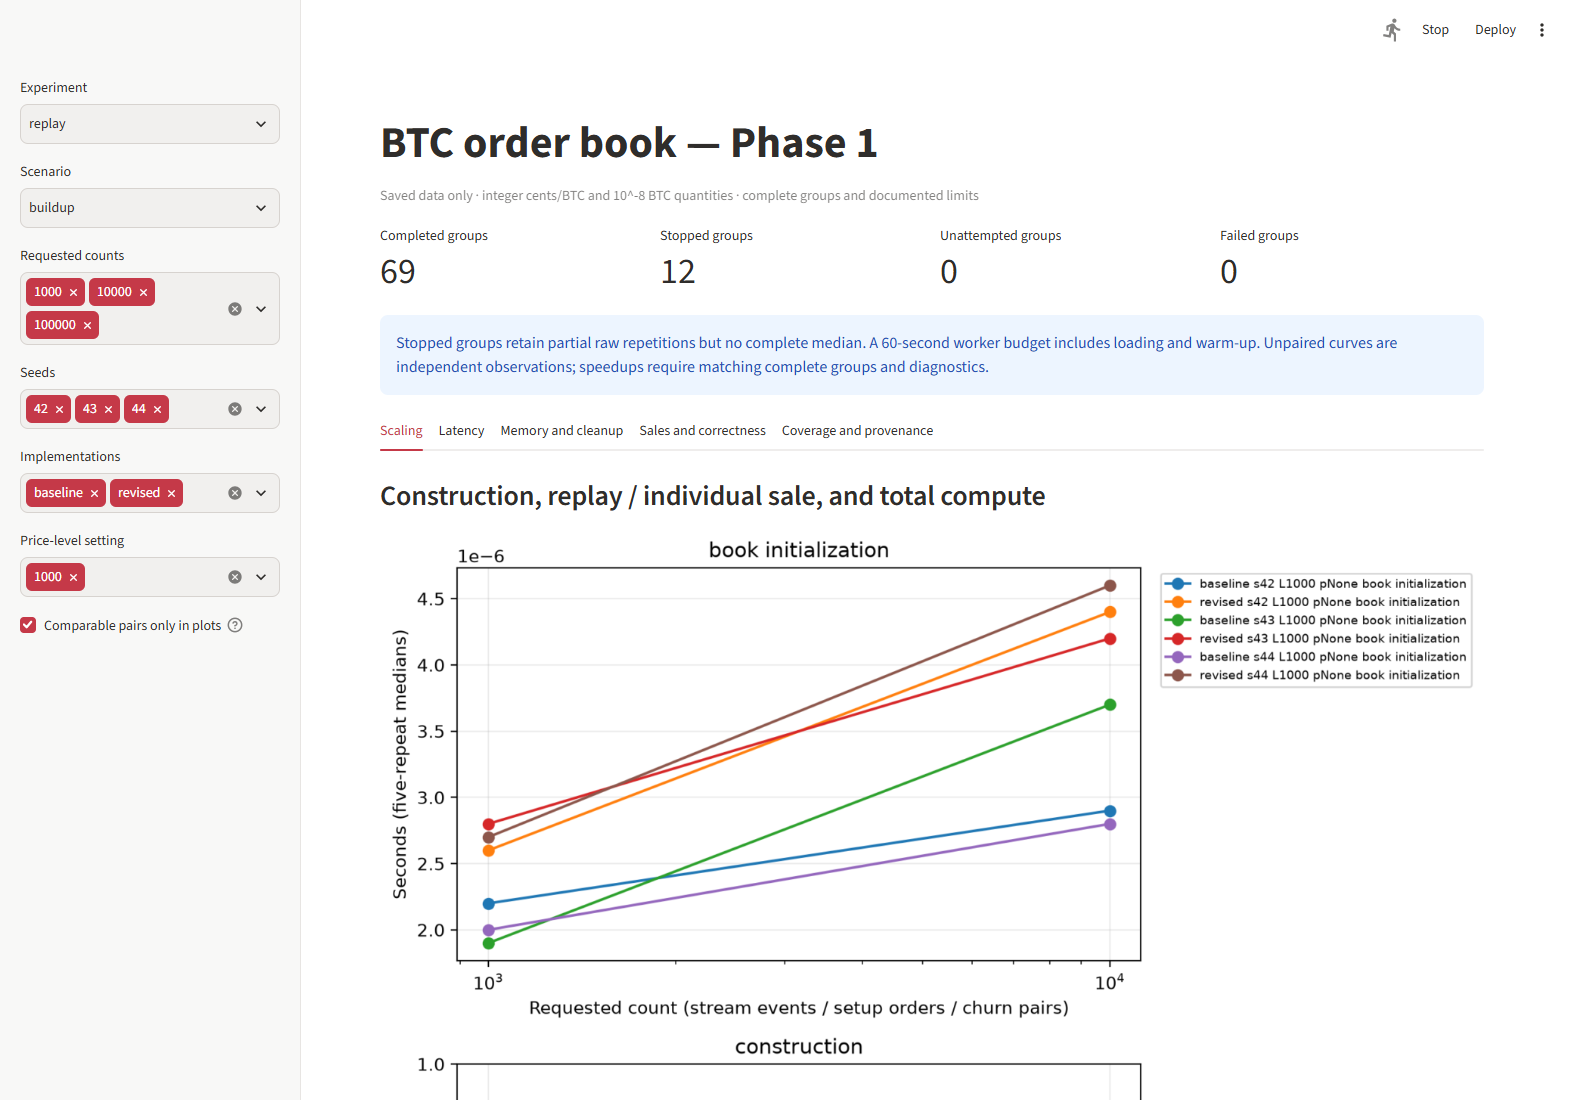 Stop
Deploy
Experiment
replay
Scenario
buildup
Requested counts
1000 × 10000 ×
100000 ×
Seeds
42 × 43 × 44 ×
Implementations
baseline × revised ×
Price-level setting
1000 ×
Comparable pairs only in plots ?
BTC order book — Phase 1
Saved data only · integer cents/BTC and 10^-8 BTC quantities · complete groups and documented limits
Completed groups
69
Stopped groups
12
Unattempted groups
0
Failed groups
0
Stopped groups retain partial raw repetitions but no complete median. A 60-second worker budget includes loading and warm-up. Unpaired curves are
independent observations; speedups require matching complete groups and diagnostics.
Scaling Latency Memory and cleanup Sales and correctness Coverage and provenance
Construction, replay / individual sale, and total compute
book initialization
1e−6
4.5
4.0
3.5
3.0
2.5
2.0
Seconds (five-repeat medians)
10³ 10⁴
Requested count (stream events / setup orders / churn pairs)
baseline s42 L1000 pNone book initialization
revised s42 L1000 pNone book initialization
baseline s43 L1000 pNone book initialization
revised s43 L1000 pNone book initialization
baseline s44 L1000 pNone book initialization
revised s44 L1000 pNone book initialization
construction
1.0